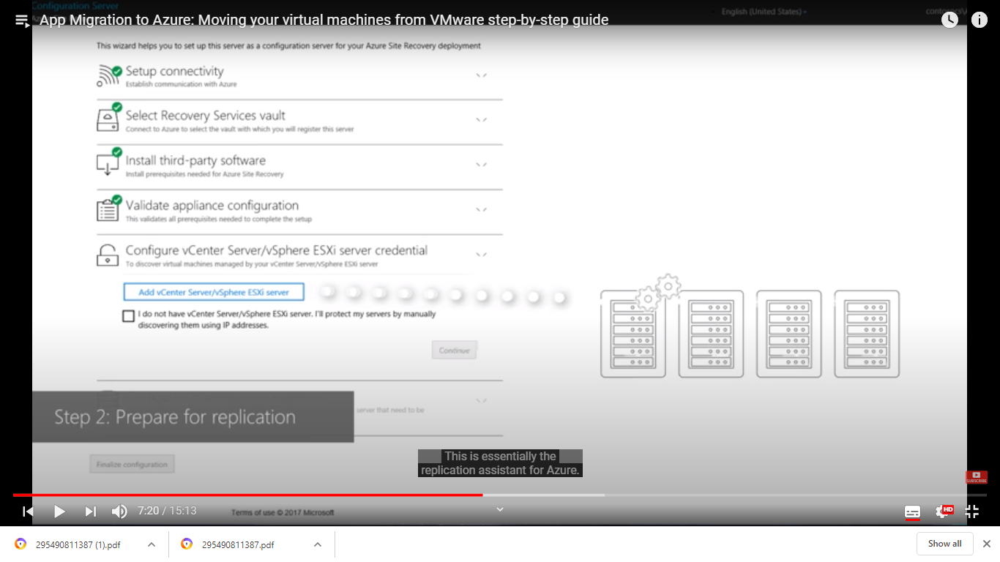 Configuration Server
English (United States)
App Migration to Azure: Moving your virtual machines from VMware step-by-step guide
This wizard helps you to set up this server as a configuration server for your Azure Site Recovery deployment
Setup connectivity
Establish communication with Azure
Select Recovery Services vault
Connect to Azure to select the vault with which you will register this server
Install third-party software
Install prerequisites needed for Azure Site Recovery
Validate appliance configuration
This validates all prerequisites needed to complete the setup
Configure vCenter Server/vSphere ESXi server credential
To discover virtual machines managed by your vCenter Server/vSphere ESXi server
Add vCenter Server/vSphere ESXi server
I do not have vCenter Server/vSphere ESXi server. I'll protect my servers by manually
discovering them using IP addresses.
Continue
server that need to be
Step 2: Prepare for replication
This is essentially the
replication assistant for Azure.
Finalize configuration
SUBSCRIBE
7:20 / 15:13
Terms of use © 2017 Microsoft
HD
295490811387 (1).pdf
295490811387.pdf
Show all